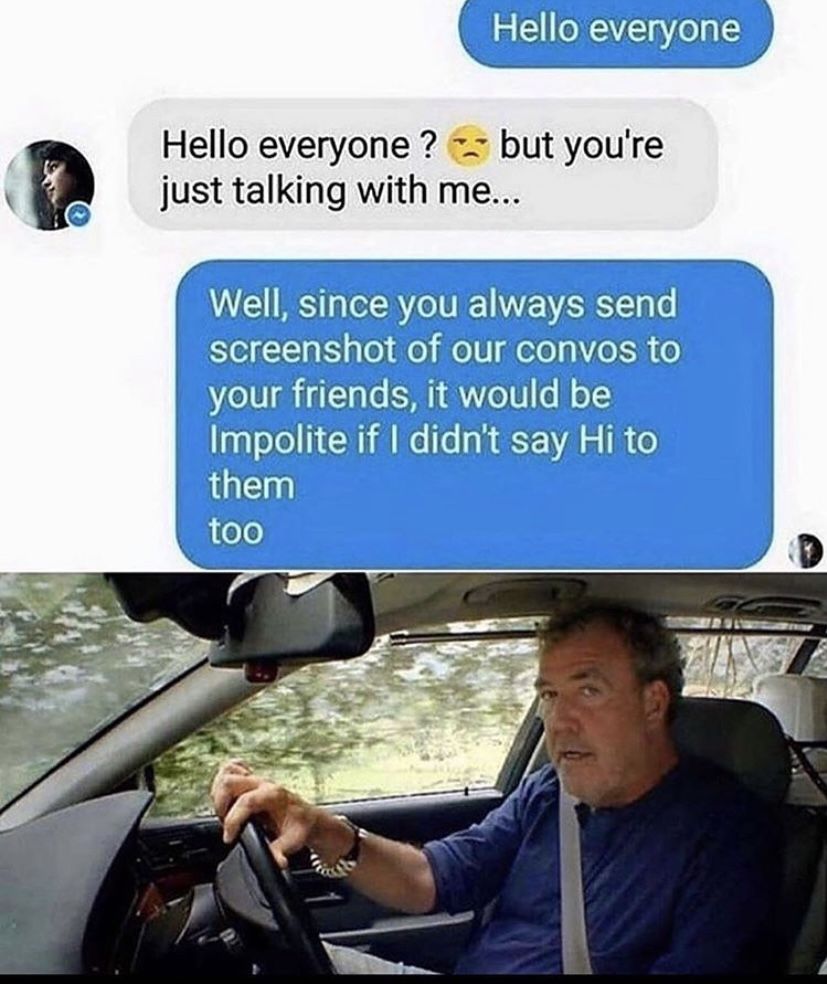 Hello everyone
Hello everyone ? 😒 but you're
just talking with me...
Well, since you always send
screenshot of our convos to
your friends, it would be
Impolite if I didn't say Hi to
them
too